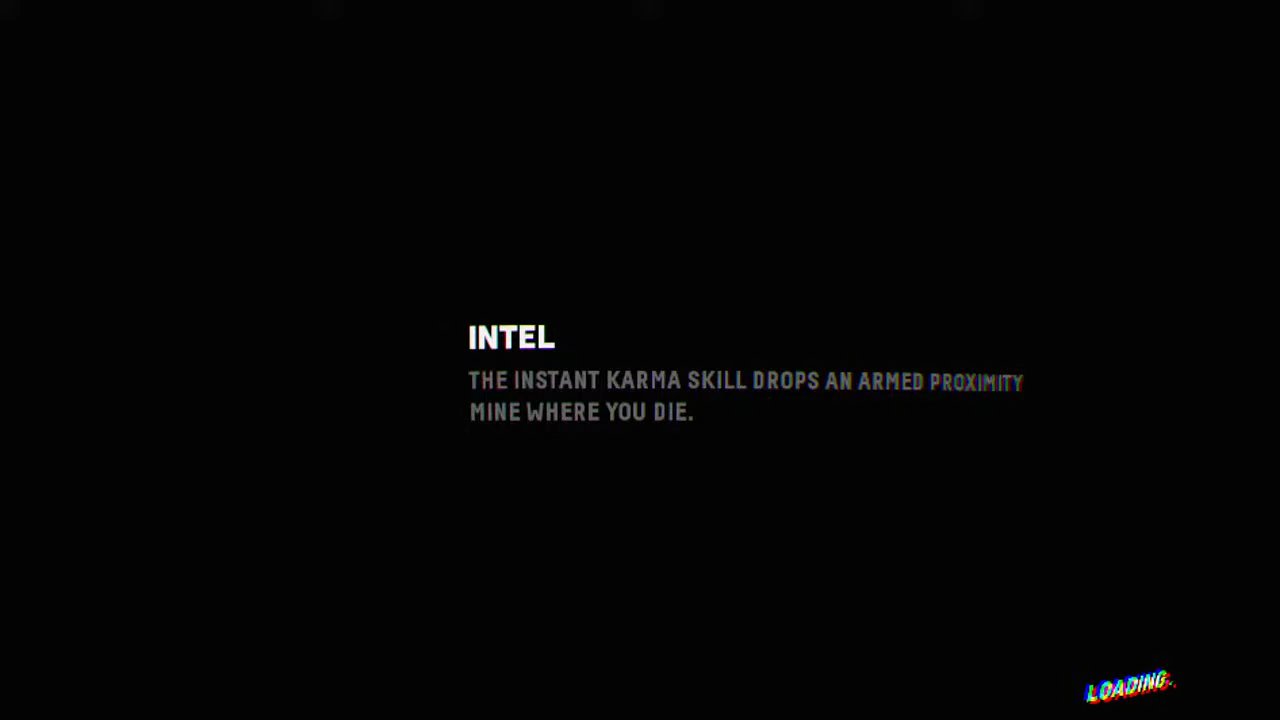 INTEL
THE INSTANT KARMA SKILL DROPS AN ARMED PROXIMITY
MINE WHERE YOU DIE.
LOADING.